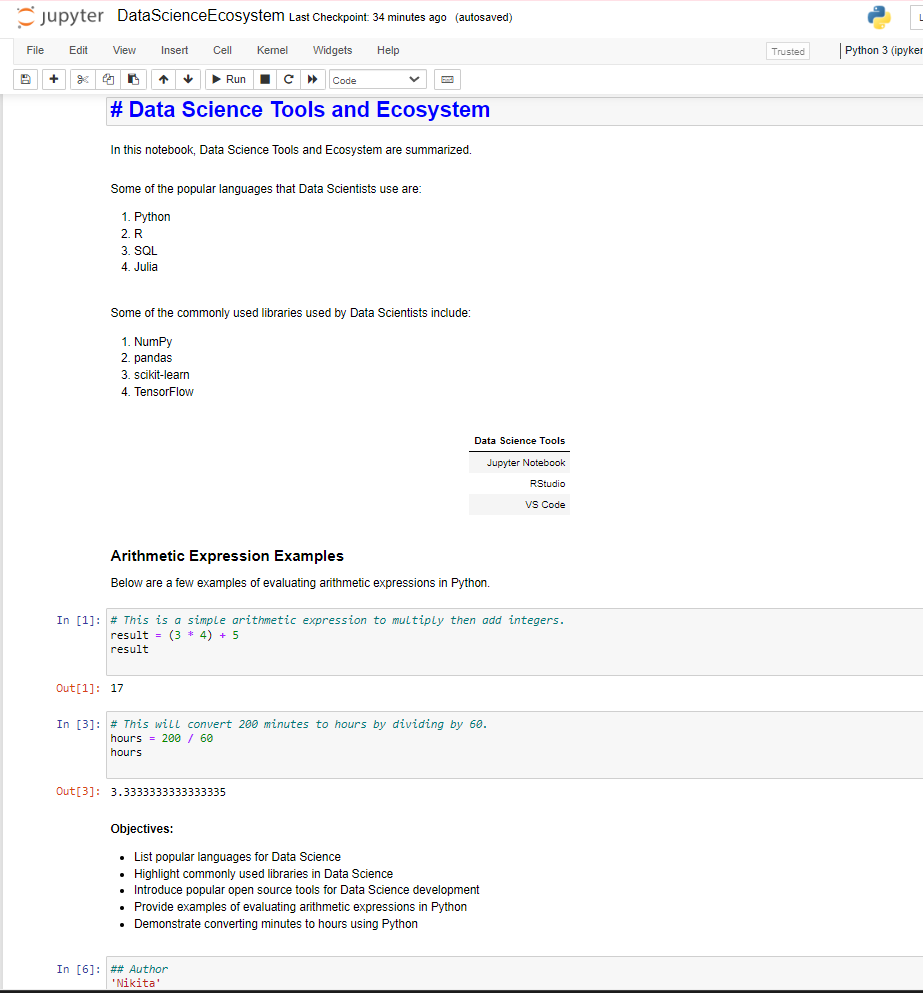 jupyter DataScienceEcosystem Last Checkpoint: 34 minutes ago (autosaved)
File Edit View Insert Cell Kernel Widgets Help Trusted Python 3 (ipyker
Run Code
# Data Science Tools and Ecosystem
In this notebook, Data Science Tools and Ecosystem are summarized.
Some of the popular languages that Data Scientists use are:
1. Python
2. R
3. SQL
4. Julia
Some of the commonly used libraries used by Data Scientists include:
1. NumPy
2. pandas
3. scikit-learn
4. TensorFlow
Data Science Tools
Jupyter Notebook
RStudio
VS Code
Arithmetic Expression Examples
Below are a few examples of evaluating arithmetic expressions in Python.
In [1]: # This is a simple arithmetic expression to multiply then add integers.
result = (3 * 4) + 5
result
Out[1]: 17
In [3]: # This will convert 200 minutes to hours by dividing by 60.
hours = 200 / 60
hours
Out[3]: 3.3333333333333335
Objectives:
• List popular languages for Data Science
• Highlight commonly used libraries in Data Science
• Introduce popular open source tools for Data Science development
• Provide examples of evaluating arithmetic expressions in Python
• Demonstrate converting minutes to hours using Python
In [6]: ## Author
'Nikita'